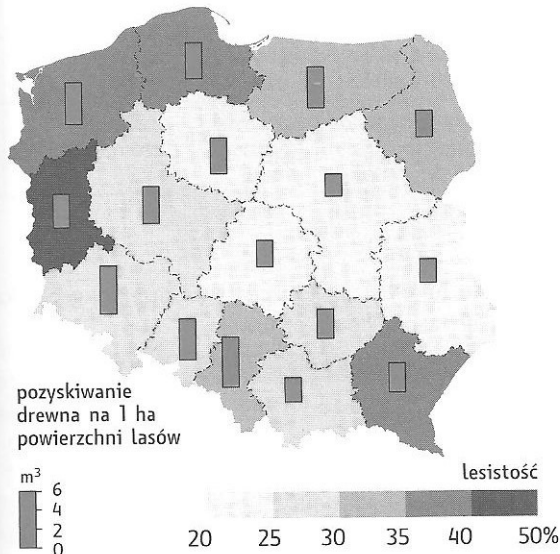 pozyskiwanie
drewna na 1 ha
powierzchni lasów
m³
6
4
2
0
lesistość
20 25 30 35 40 50%